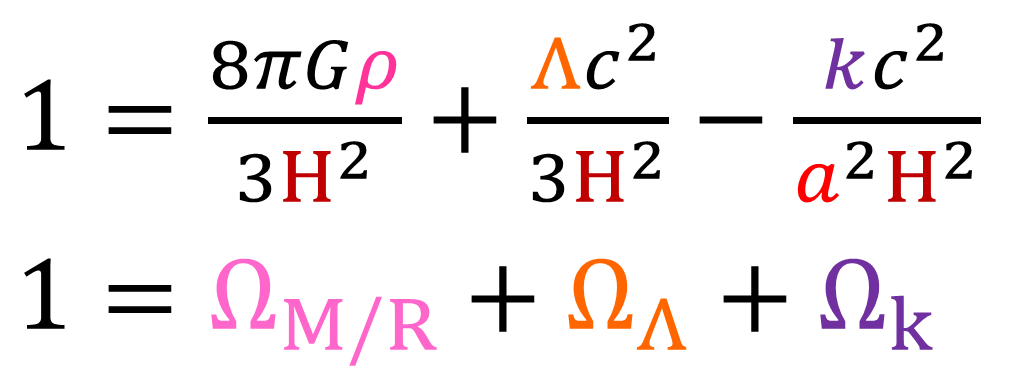 1 = 8πGρ/3H² + Λc²/3H² − kc²/a²H²
1 = Ω_M/R + Ω_Λ + Ω_k